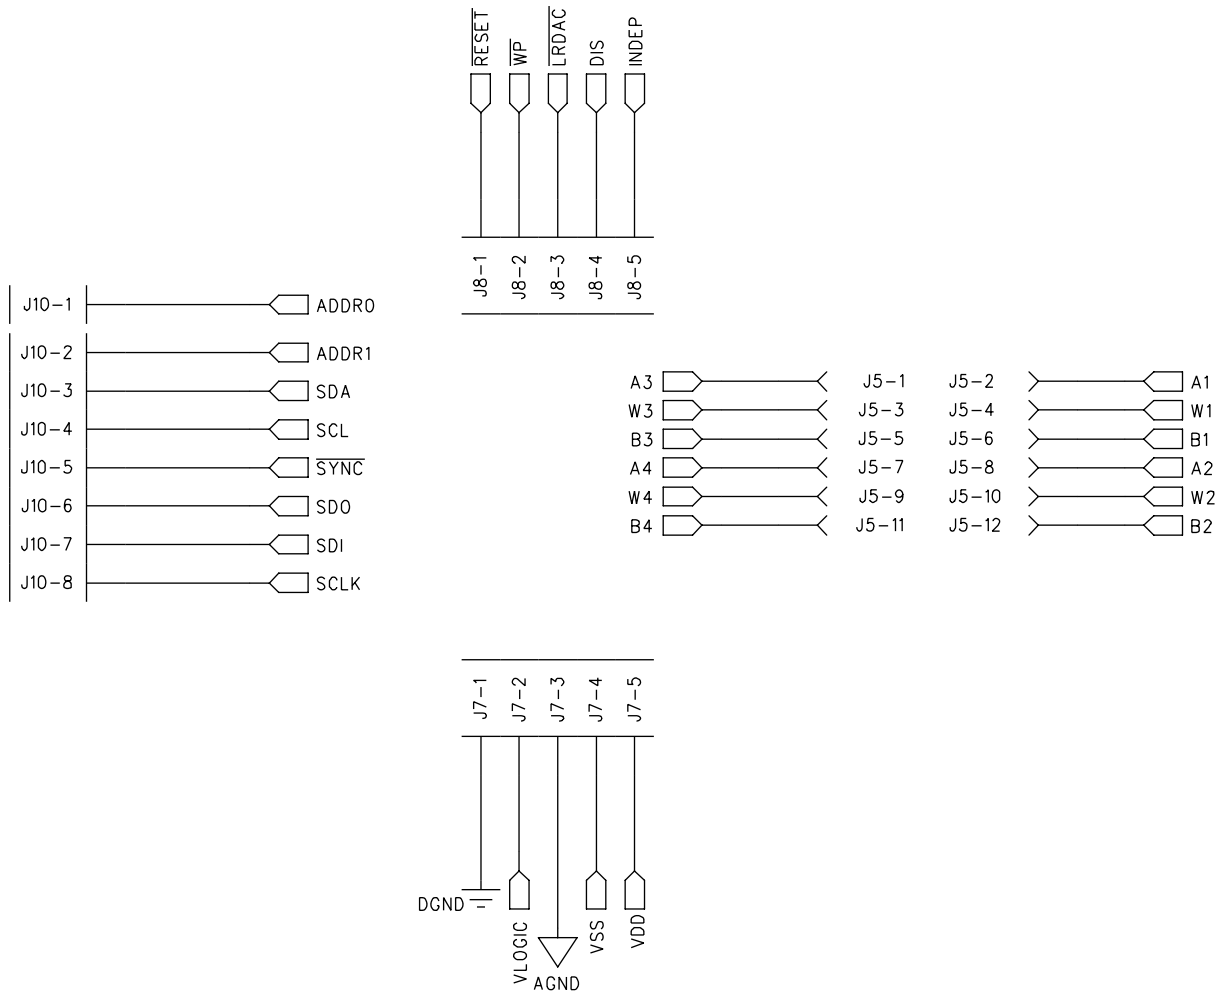 RESET
WP
LRDAC
DIS
INDEP
J8-1
J8-2
J8-3
J8-4
J8-5
J10-1 ADDR0
J10-2 ADDR1
J10-3 SDA
J10-4 SCL
J10-5 SYNC
J10-6 SDO
J10-7 SDI
J10-8 SCLK
A3 J5-1 J5-2 A1
W3 J5-3 J5-4 W1
B3 J5-5 J5-6 B1
A4 J5-7 J5-8 A2
W4 J5-9 J5-10 W2
B4 J5-11 J5-12 B2
J7-1
J7-2
J7-3
J7-4
J7-5
DGND
VLOGIC
AGND
VSS
VDD